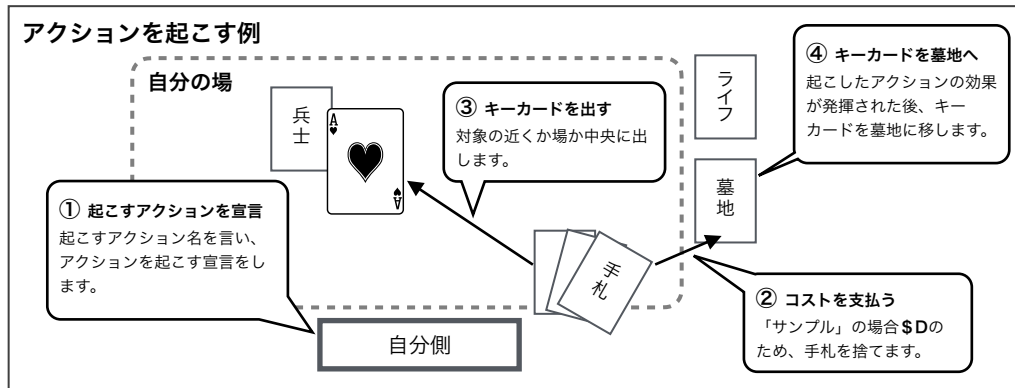 アクションを起こす例
自分の場
兵士
A
A
ライフ
墓地
手札
自分側
① 起こすアクションを宣言
起こすアクション名を言い、
アクションを起こす宣言をし
ます。
② コストを支払う
「サンプル」の場合$Dの
ため、手札を捨てます。
③ キーカードを出す
対象の近くか場か中央に出
します。
④ キーカードを墓地へ
起こしたアクションの効果
が発揮された後、キー
カードを墓地に移します。